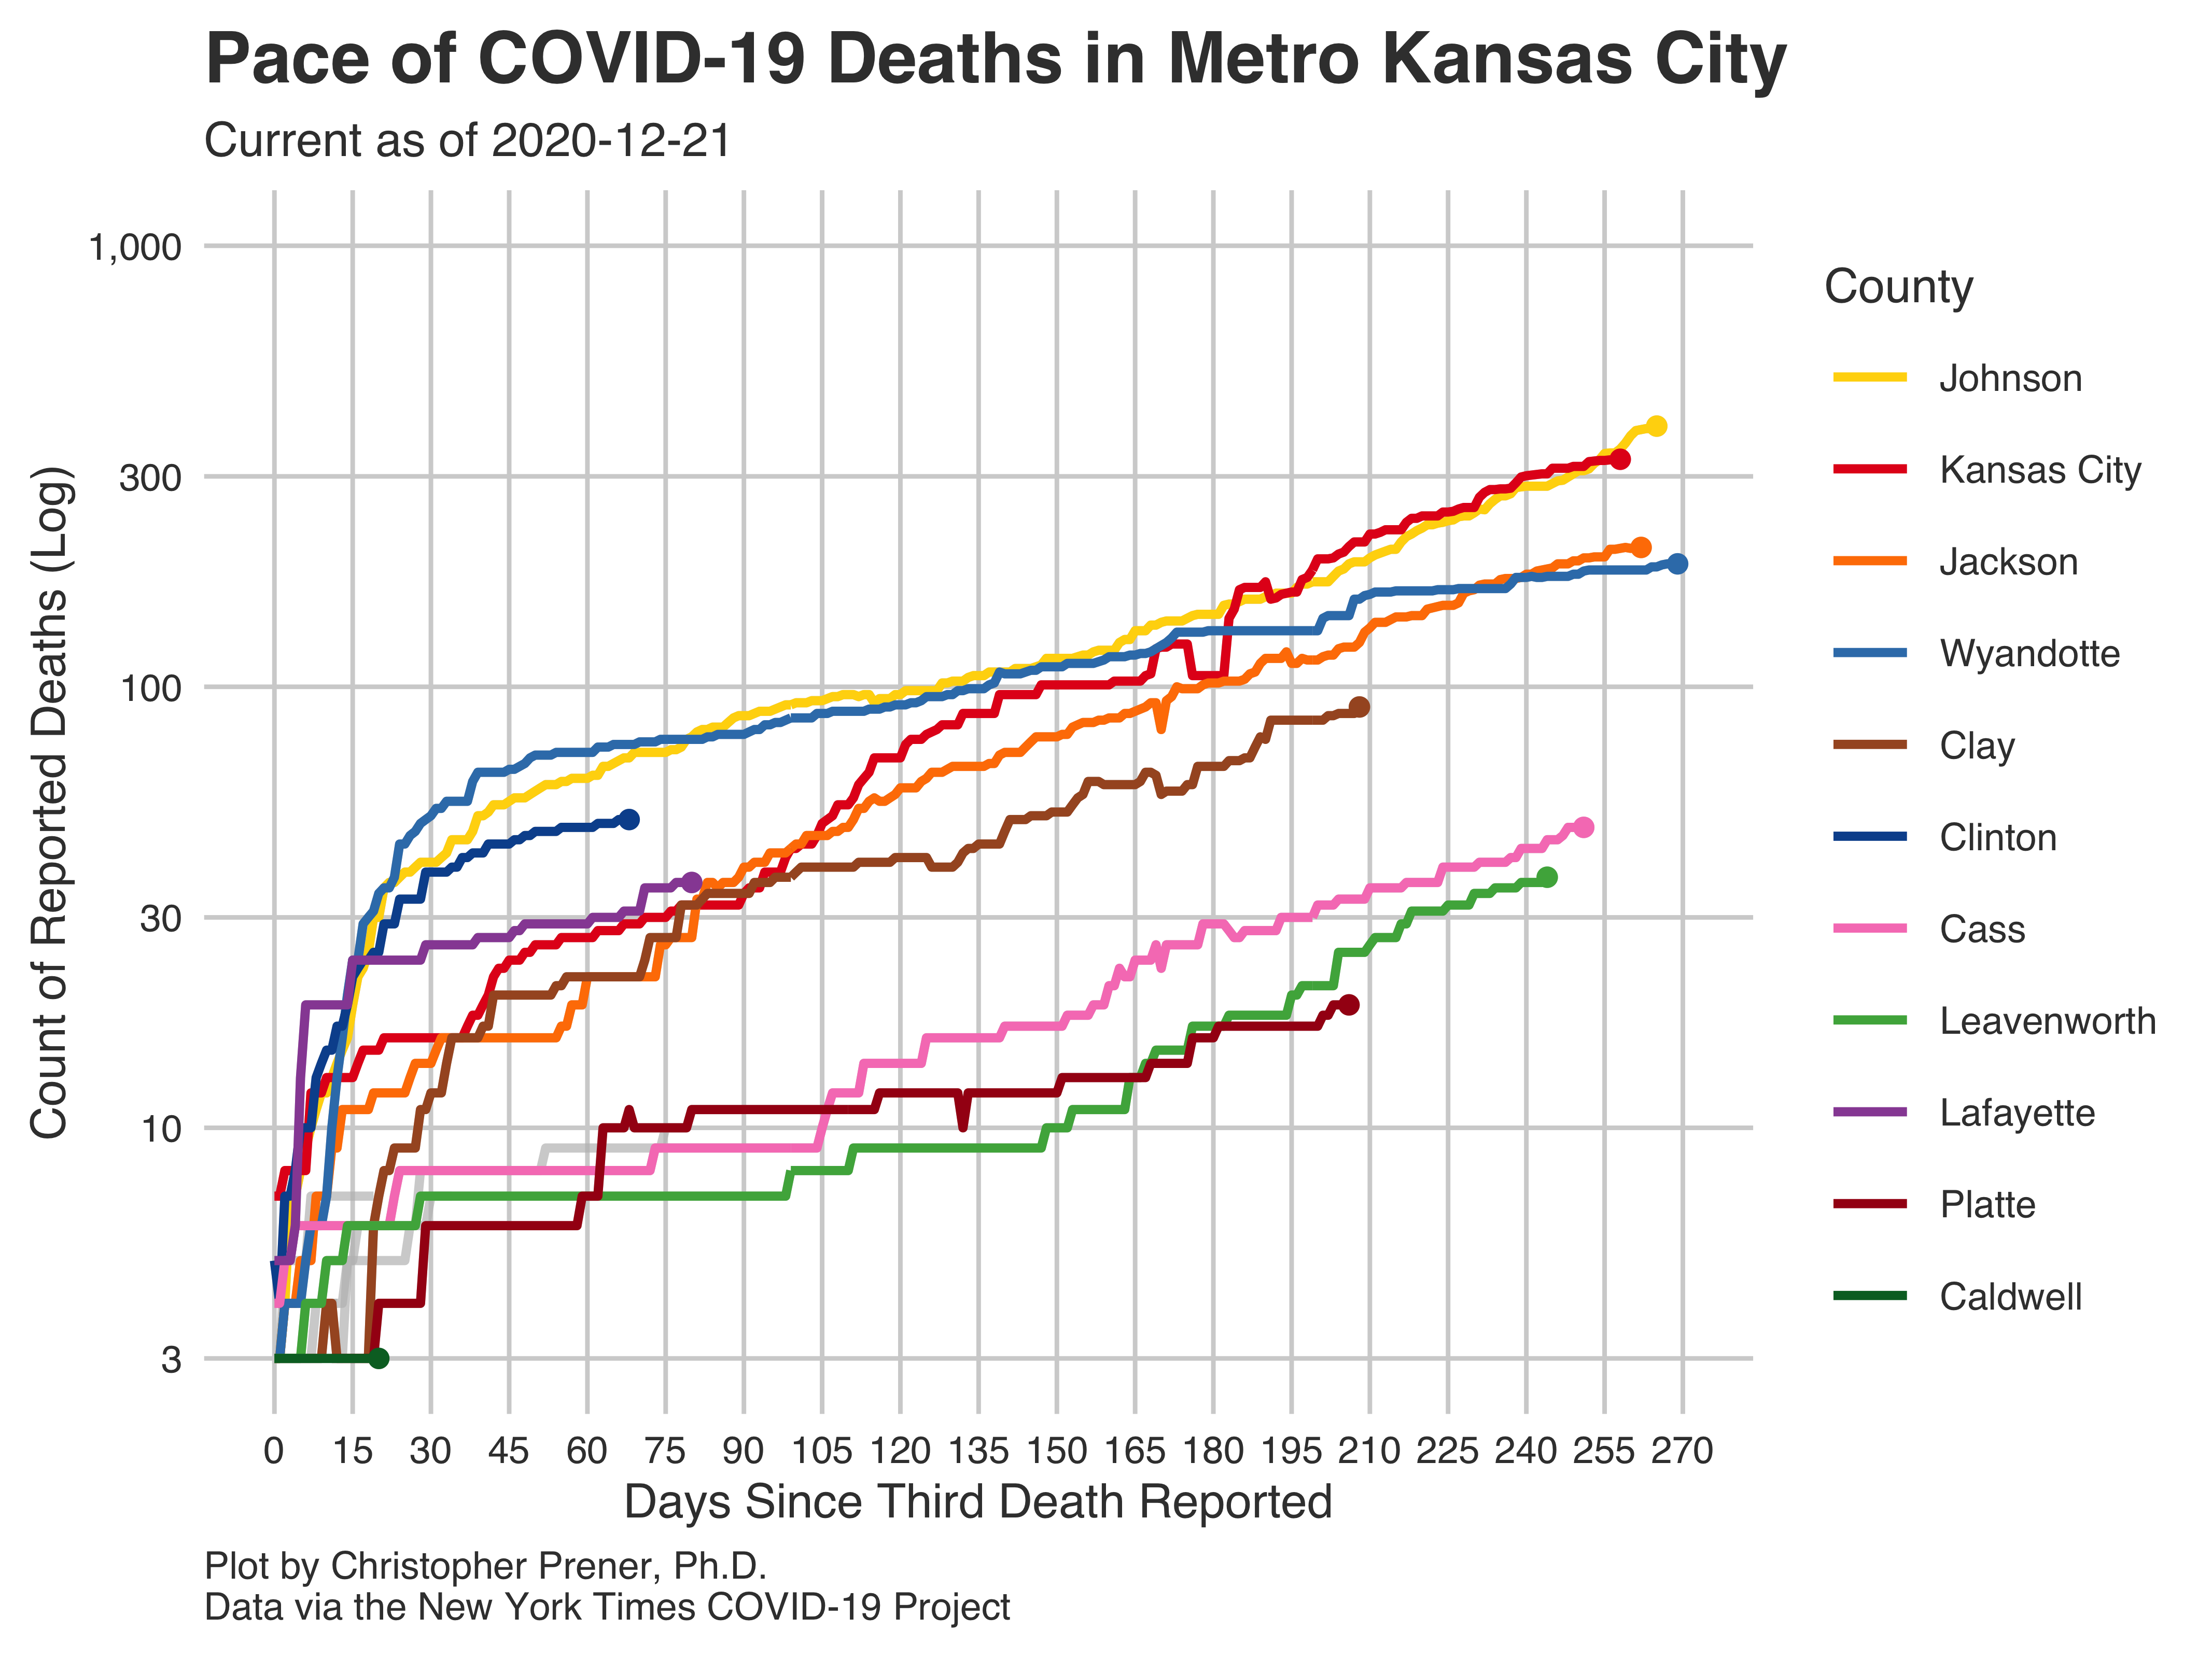 Pace of COVID-19 Deaths in Metro Kansas City
Current as of 2020-12-21
Count of Reported Deaths (Log)
1,000
300
100
30
10
3
0 15 30 45 60 75 90 105 120 135 150 165 180 195 210 225 240 255 270
Days Since Third Death Reported
County
Johnson
Kansas City
Jackson
Wyandotte
Clay
Clinton
Cass
Leavenworth
Lafayette
Platte
Caldwell
Plot by Christopher Prener, Ph.D.
Data via the New York Times COVID-19 Project